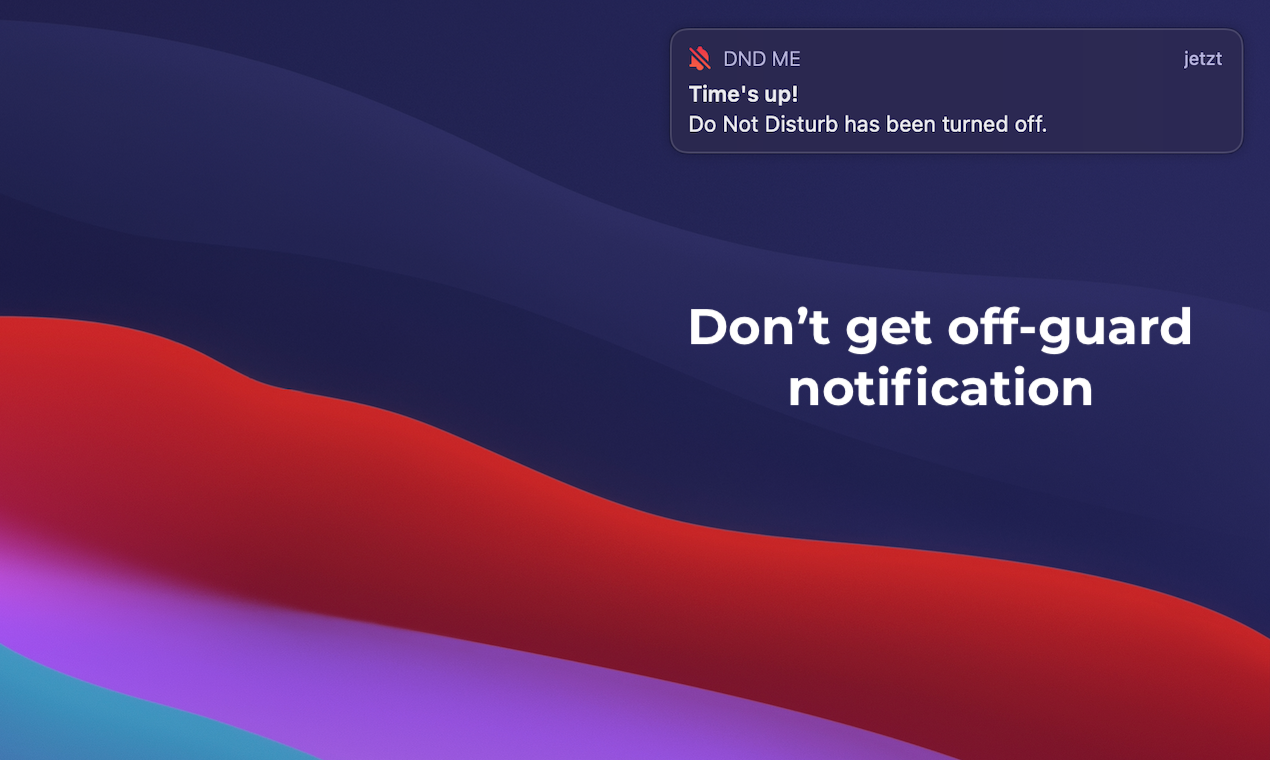 DND ME jetzt
Time's up!
Do Not Disturb has been turned off.
Don’t get off-guard
notification